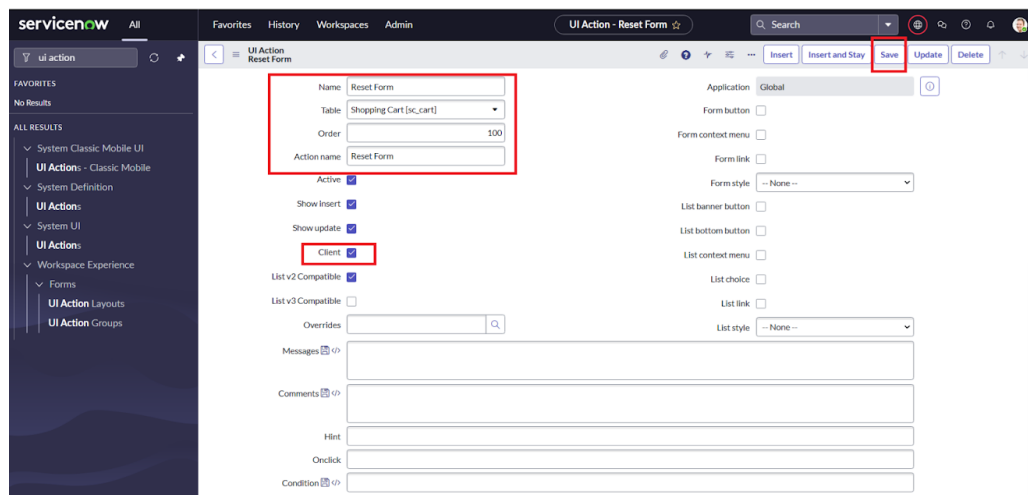 servicenow
All
Favorites History Workspaces Admin
UI Action - Reset Form
Search
ui action
FAVORITES
No Results
ALL RESULTS
System Classic Mobile UI
UI Actions - Classic Mobile
System Definition
UI Actions
System UI
UI Actions
Workspace Experience
Forms
UI Action Layouts
UI Action Groups
UI Action
Reset Form
Insert Insert and Stay Save Update Delete
Name Reset Form
Table Shopping Cart [sc_cart]
Order 100
Action name Reset Form
Active
Show insert
Show update
Client
List v2 Compatible
List v3 Compatible
Overrides
Application Global
Form button
Form context menu
Form link
Form style -- None --
List banner button
List bottom button
List context menu
List choice
List link
List style -- None --
Messages
Comments
Hint
Onclick
Condition